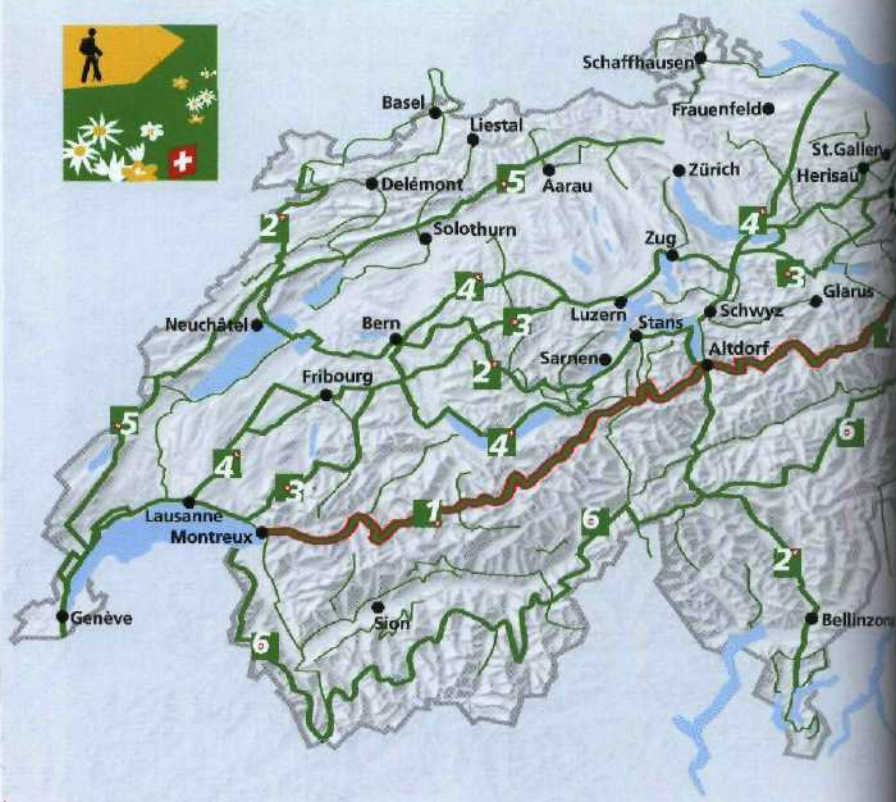 Schaffhausen
Basel
Frauenfeld
Liestal
St.Gallen
Zürich
Herisau
Delémont
5
Aarau
2
4
Solothurn
Zug
3
4
Glarus
Luzern
Schwyz
Neuchâtel
Bern
3
Stans
Sarnen
Altdorf
2
Fribourg
5
6
4
4
3
1
Lausanne
6
Montreux
2
Genève
Sion
Bellinzon
6